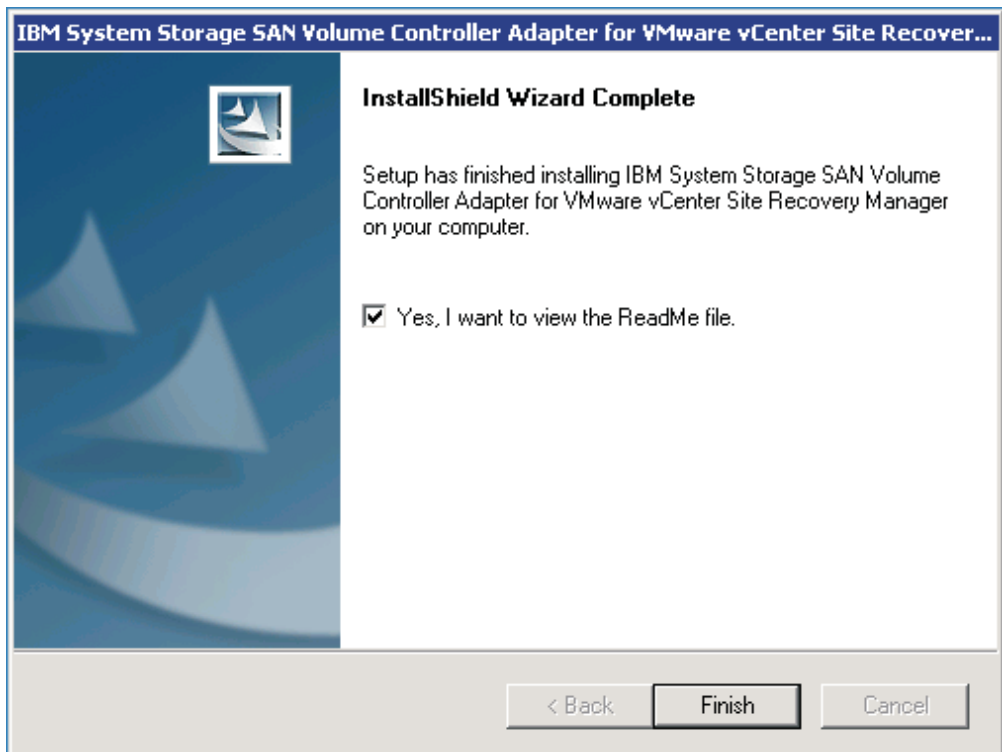 IBM System Storage SAN Volume Controller Adapter for VMware vCenter Site Recover...
InstallShield Wizard Complete
Setup has finished installing IBM System Storage SAN Volume
Controller Adapter for VMware vCenter Site Recovery Manager
on your computer.
Yes, I want to view the ReadMe file.
< Back
Finish
Cancel